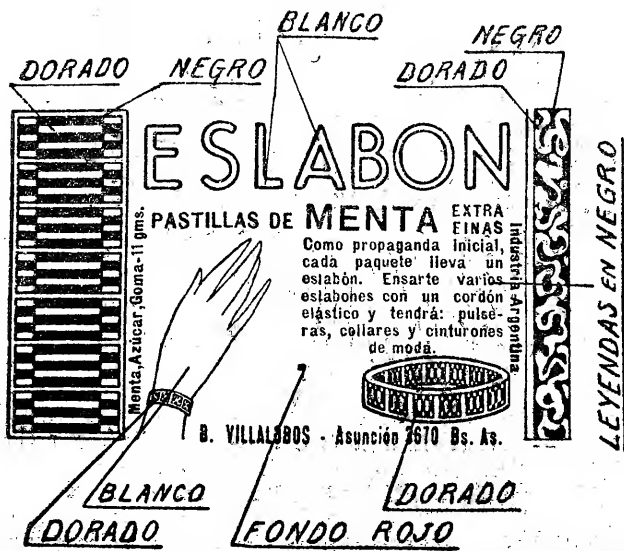 BLANCO
NEGRO
DORADO
NEGRO
DORADO
ESLABON
PASTILLAS DE MENTA EXTRA
FINAS
Como propaganda inicial,
cada paquete lleva un
eslabón. Ensarte varios
eslabones con un cordón
elástico y tendrá: pulse-
ras, collares y cinturones
de moda.
Menta,Azúcar,Goma-11 gms.
Industria Argentina
LEYENDAS EN NEGRO
B. VILLALOBOS - Asunción 3670 Bs. As.
BLANCO
DORADO
DORADO
FONDO ROJO